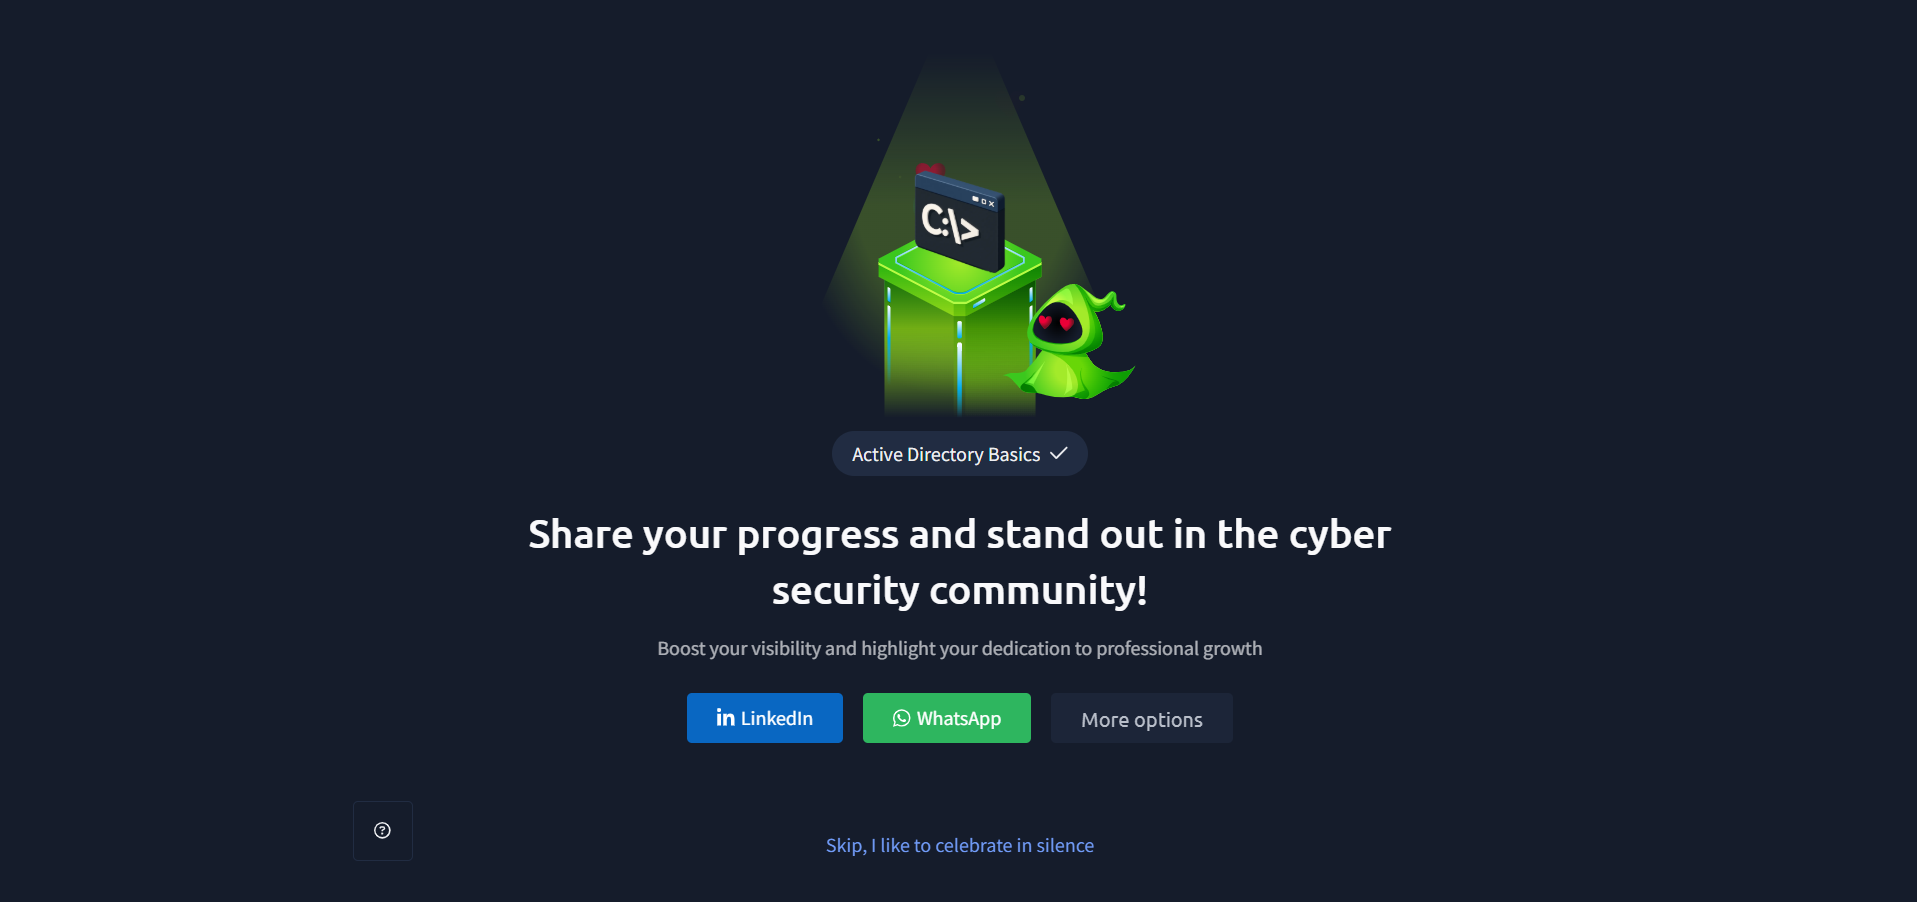 C:\>
Active Directory Basics
Share your progress and stand out in the cyber
security community!
Boost your visibility and highlight your dedication to professional growth
in LinkedIn
WhatsApp
More options
?
Skip, I like to celebrate in silence